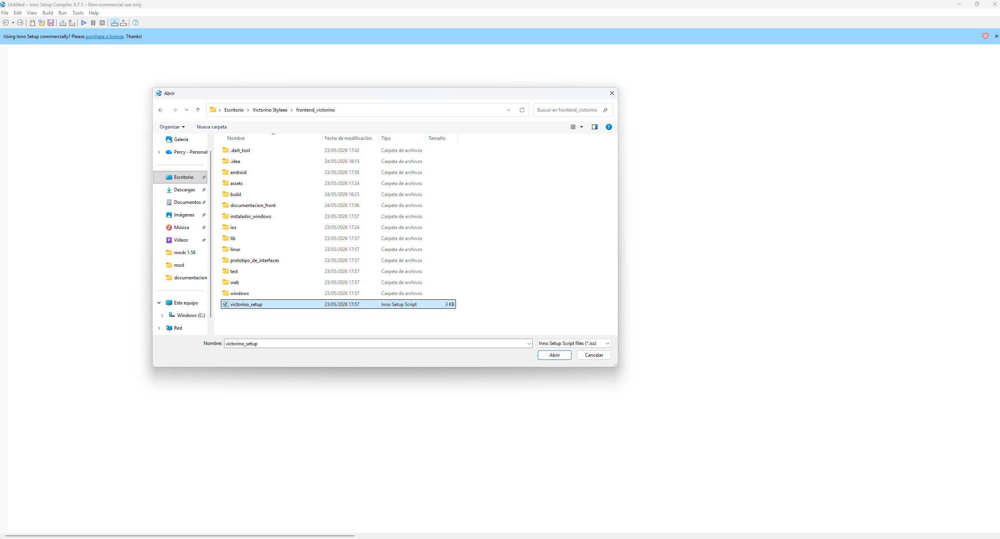 Untitled – Inno Setup Compiler 6.7.1 – Non-commercial use only
File Edit View Build Run Tools Help
Using Inno Setup commercially? Please purchase a license. Thanks!
Abrir
Escritorio › Victorino Styleee › frontend_victorino
Buscar en frontend_victorino
Organizar Nueva carpeta
Galería
Percy - Personal
Escritorio
Descargas
Documentos
Imágenes
Música
Vídeos
mods 1.58
mod
documentacion
Este equipo
Windows (C:)
Red
Nombre Fecha de modificación Tipo Tamaño
.dart_tool 23/05/2026 17:42 Carpeta de archivos
.idea 24/05/2026 18:15 Carpeta de archivos
android 23/05/2026 17:58 Carpeta de archivos
assets 23/05/2026 17:24 Carpeta de archivos
build 24/05/2026 18:25 Carpeta de archivos
documentacion_front 24/05/2026 17:06 Carpeta de archivos
instalador_windows 23/05/2026 17:57 Carpeta de archivos
ios 23/05/2026 17:24 Carpeta de archivos
lib 23/05/2026 17:57 Carpeta de archivos
linux 23/05/2026 17:57 Carpeta de archivos
prototipo_de_interfaces 23/05/2026 17:57 Carpeta de archivos
test 23/05/2026 17:57 Carpeta de archivos
web 23/05/2026 17:57 Carpeta de archivos
windows 23/05/2026 17:57 Carpeta de archivos
victorino_setup 23/05/2026 17:57 Inno Setup Script 3 KB
Nombre: victorino_setup Inno Setup Script files (*.iss)
Abrir Cancelar